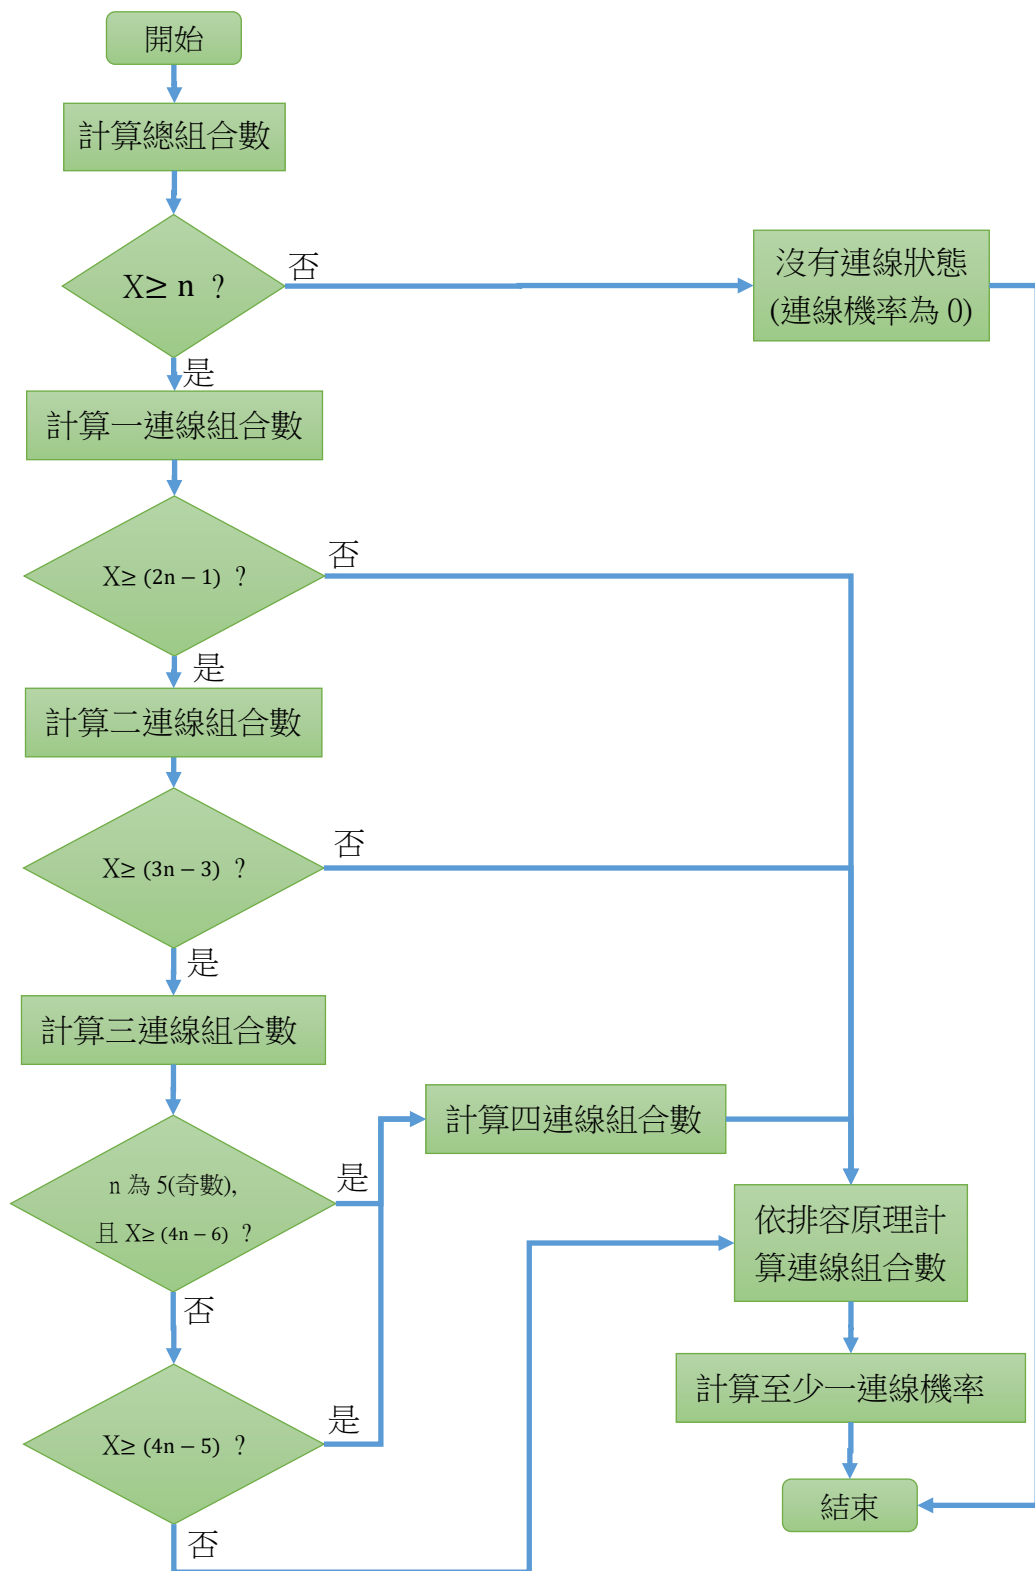 開始
計算總組合數
X≥ n ?
否
沒有連線狀態
(連線機率為 0)
是
計算一連線組合數
X≥ (2n − 1) ?
否
是
計算二連線組合數
X≥ (3n − 3) ?
否
是
計算三連線組合數
計算四連線組合數
n 為 5(奇數),
且 X≥ (4n − 6) ?
是
否
依排容原理計
算連線組合數
X≥ (4n − 5) ?
是
否
計算至少一連線機率
結束